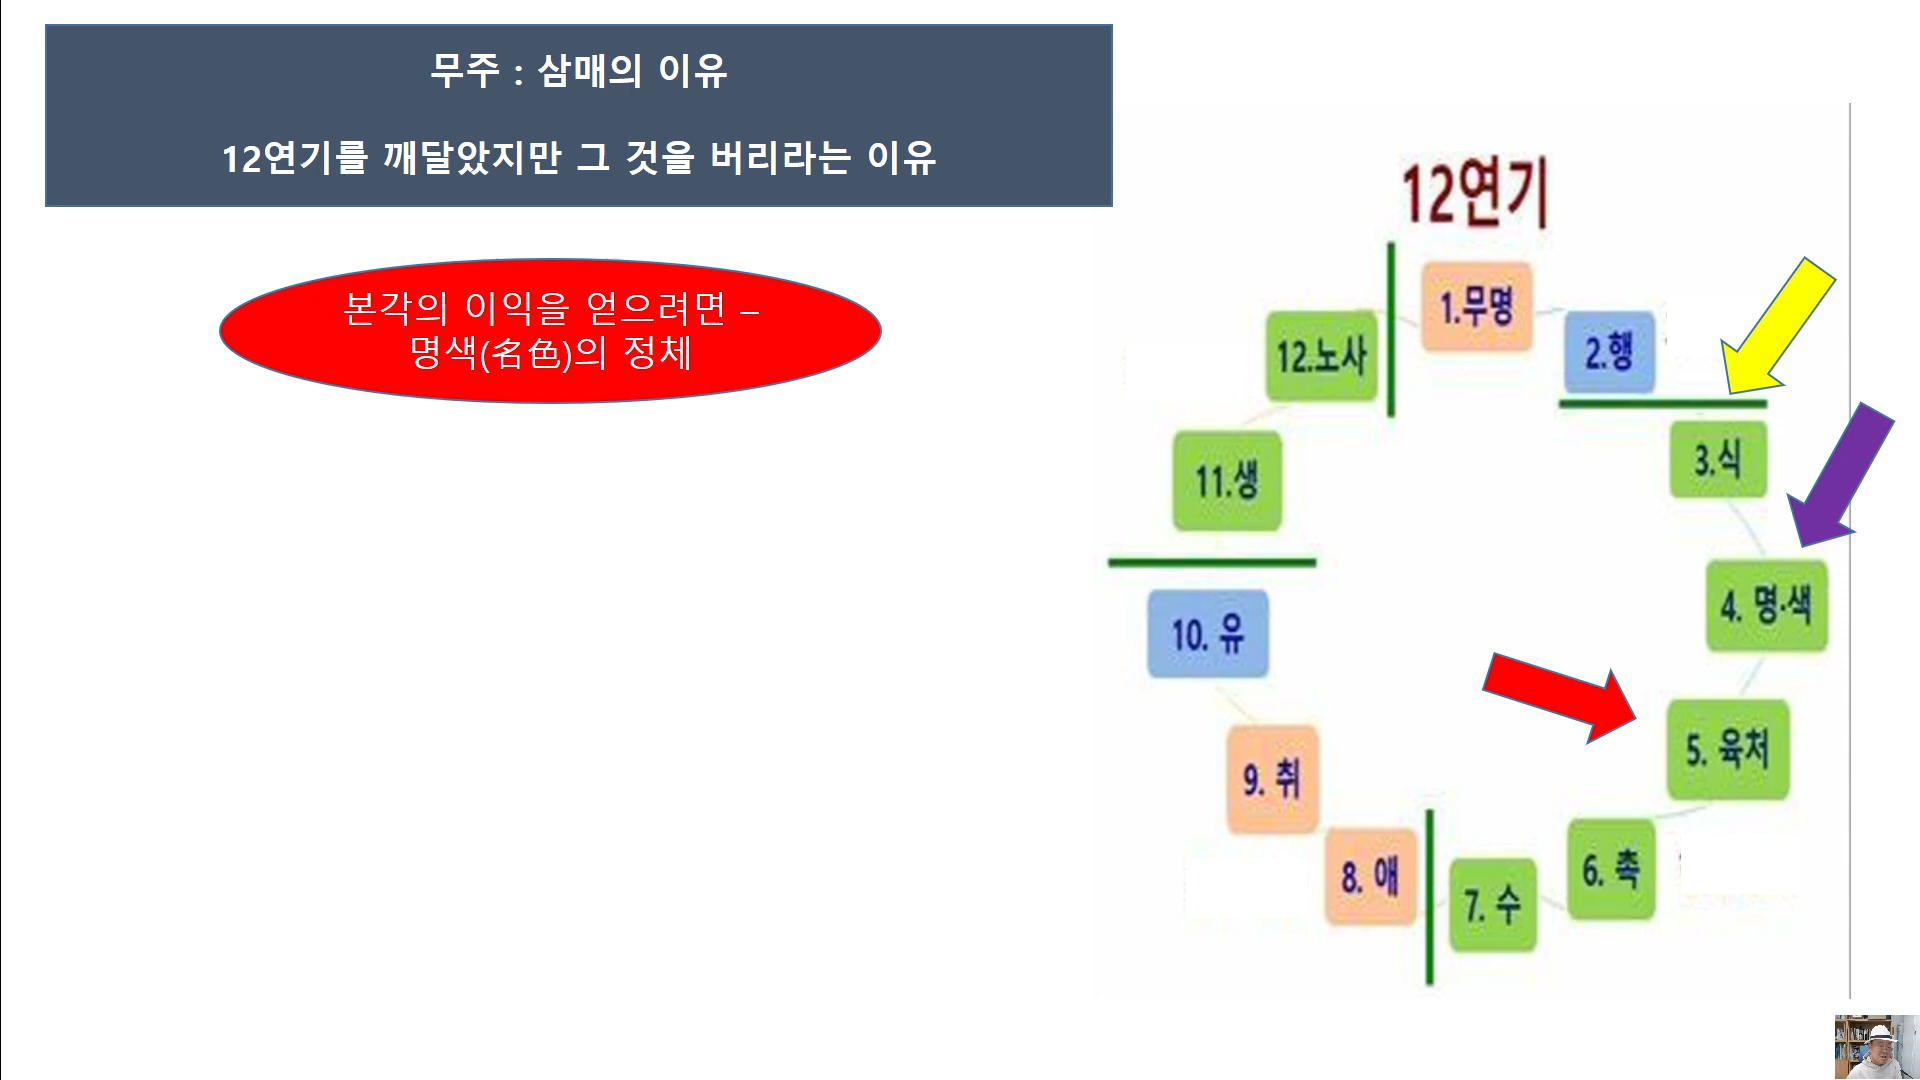 무주 : 삼매의 이유
12연기를 깨달았지만 그 것을 버리라는 이유
본각의 이익을 얻으려면 –
명색(名色)의 정체
12연기
1.무명
2.행
3.식
4. 명·색
5. 육처
6. 촉
7. 수
8. 애
9. 취
10. 유
11.생
12.노사